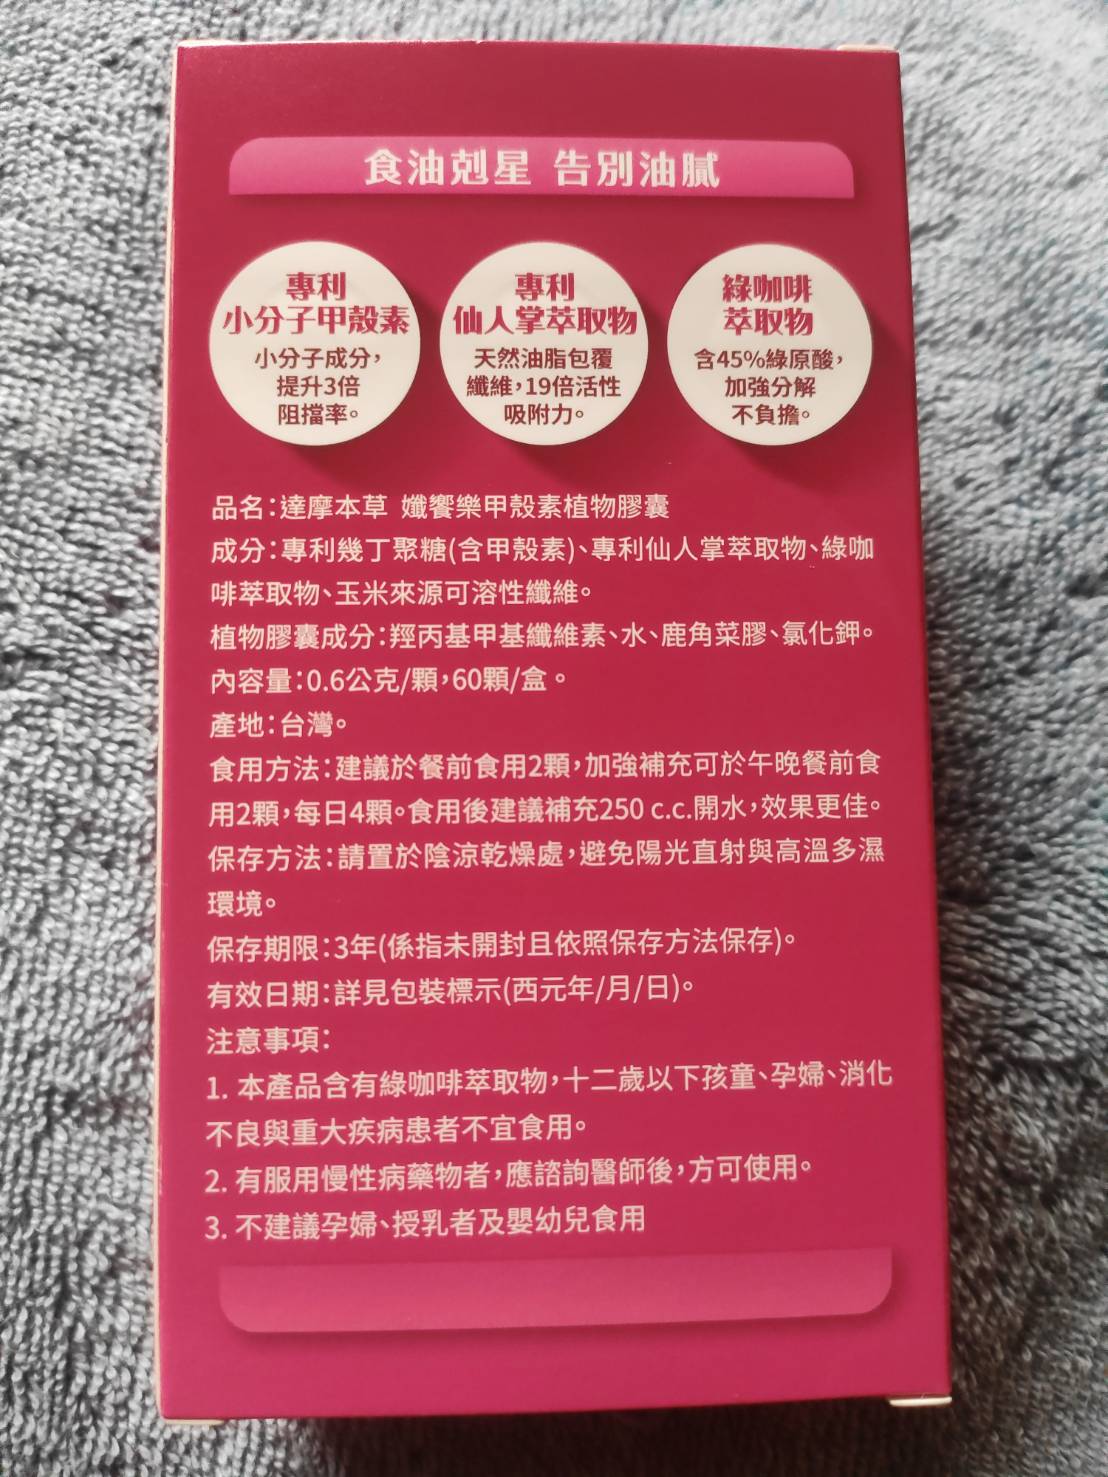 食油剋星 告別油膩
專利
小分子甲殼素
小分子成分，
提升3倍
阻擋率。
專利
仙人掌萃取物
天然油脂包覆
纖維，19倍活性
吸附力。
綠咖啡
萃取物
含45%綠原酸，
加強分解
不負擔。
品名：達摩本草 孅饗樂甲殼素植物膠囊
成分：專利幾丁聚糖(含甲殼素)、專利仙人掌萃取物、綠咖
啡萃取物、玉米來源可溶性纖維。
植物膠囊成分：羥丙基甲基纖維素、水、鹿角菜膠、氯化鉀。
內容量：0.6公克/顆，60顆/盒。
產地：台灣。
食用方法：建議於餐前食用2顆，加強補充可於午晚餐前食
用2顆，每日4顆。食用後建議補充250 c.c.開水，效果更佳。
保存方法：請置於陰涼乾燥處，避免陽光直射與高溫多濕
環境。
保存期限：3年(係指未開封且依照保存方法保存)。
有效日期：詳見包裝標示(西元年/月/日)。
注意事項：
1. 本產品含有綠咖啡萃取物，十二歲以下孩童、孕婦、消化
不良與重大疾病患者不宜食用。
2. 有服用慢性病藥物者，應諮詢醫師後，方可使用。
3. 不建議孕婦、授乳者及嬰幼兒食用